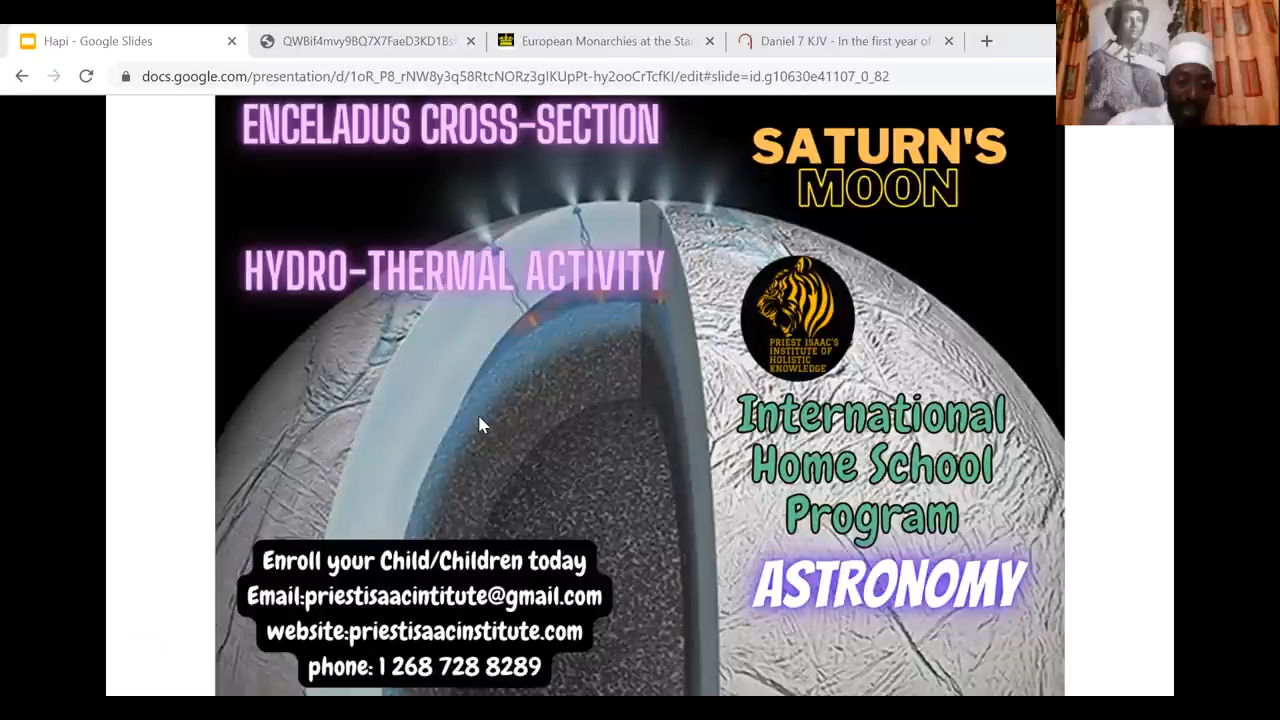 Hapi - Google Slides
QWBif4mvy9BQ7X7FaeD3KD1Bs
European Monarchies at the Sta
Daniel 7 KJV - In the first year of
docs.google.com/presentation/d/1oR_P8_rNW8y3q58RtcNORz3gIKUpPt-hy2ooCrTcfKI/edit#slide=id.g10630e41107_0_82
ENCELADUS CROSS-SECTION
SATURN'S
MOON
HYDRO-THERMAL ACTIVITY
PRIEST ISAAC'S
INSTITUTE OF
HOLISTIC
KNOWLEDGE
International
Home School
Program
ASTRONOMY
Enroll your Child/Children today
Email:priestisaacintitute@gmail.com
website:priestisaacinstitute.com
phone: 1 268 728 8289